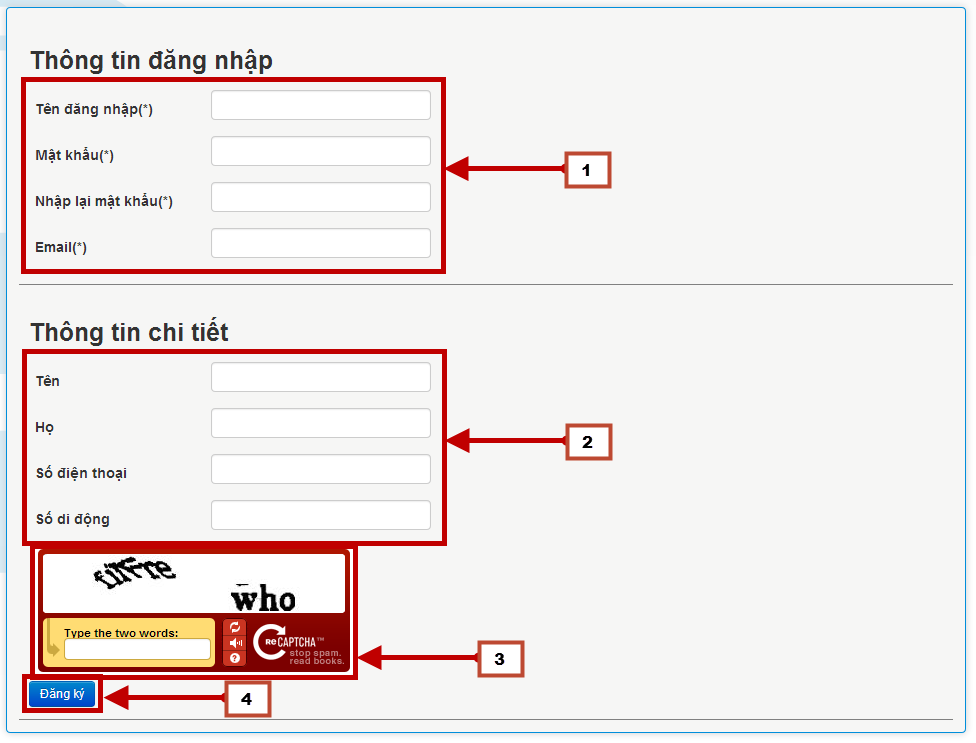 Thông tin đăng nhập
Tên đăng nhập(*)
Mật khẩu(*)
1
Nhập lại mật khẩu(*)
Email(*)
Thông tin chi tiết
Tên
Họ
2
Số điện thoại
Số di động
who
Type the two words:
reCAPTCHA™
stop spam.
read books.
3
Đăng ký
4